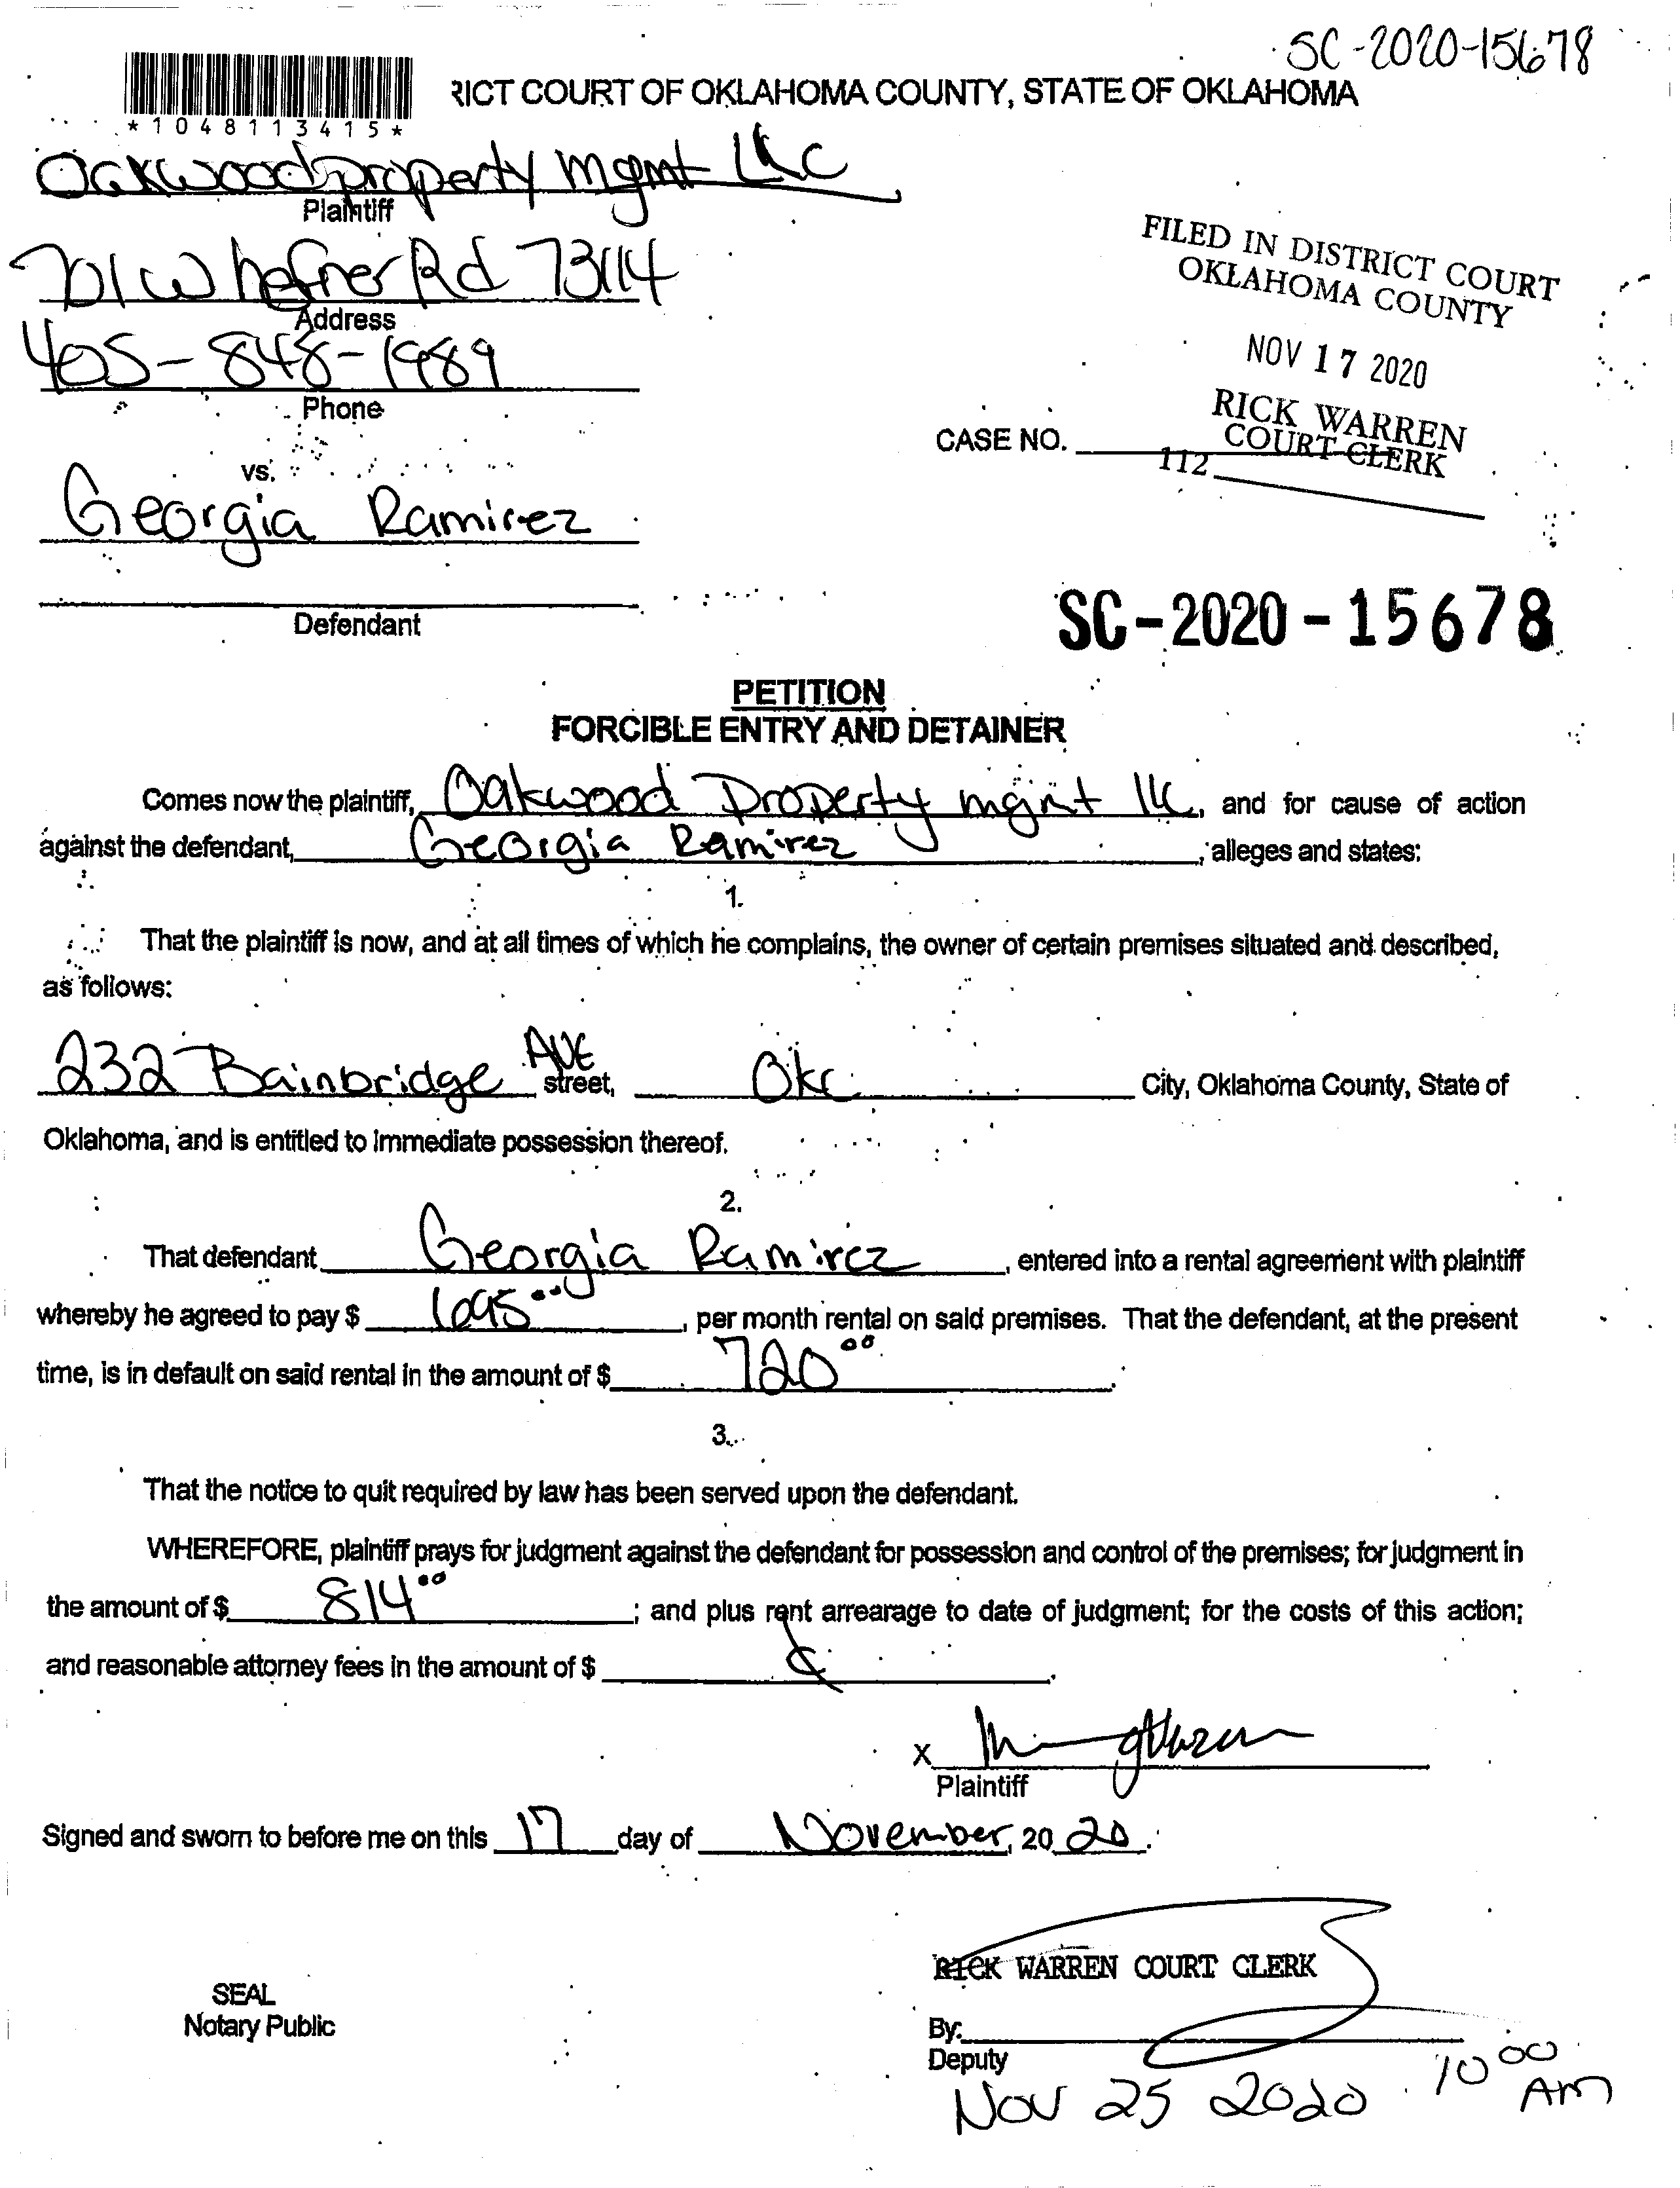 SC-2020-15678
*1048113415*
RICT COURT OF OKLAHOMA COUNTY, STATE OF OKLAHOMA
Oakwood property mgmt LLC
Plaintiff
701 W hefner Rd 73114
Address
405-848-1989
Phone
FILED IN DISTRICT COURT
OKLAHOMA COUNTY
NOV 17 2020
RICK WARREN
COURT CLERK
112
CASE NO.
vs.
Georgia Ramirez
Defendant
SC-2020-15678
PETITION
FORCIBLE ENTRY AND DETAINER
Comes now the plaintiff, Oakwood Property mgmt llc, and for cause of action
against the defendant, Georgia Ramirez, alleges and states:
1.
That the plaintiff is now, and at all times of which he complains, the owner of certain premises situated and described,
as follows:
232 Bainbridge AVE street, Okc City, Oklahoma County, State of
Oklahoma, and is entitled to immediate possession thereof.
2.
That defendant Georgia Ramirez, entered into a rental agreement with plaintiff
whereby he agreed to pay $ 1095.00, per month rental on said premises. That the defendant, at the present
time, is in default on said rental in the amount of $ 720.00.
3.
That the notice to quit required by law has been served upon the defendant.
WHEREFORE, plaintiff prays for judgment against the defendant for possession and control of the premises; for judgment in
the amount of $ 814.00; and plus rent arrearage to date of judgment; for the costs of this action;
and reasonable attorney fees in the amount of $
X
Plaintiff
Signed and sworn to before me on this 17 day of November, 2020.
RICK WARREN COURT CLERK
SEAL
Notary Public
By:
Deputy
Nov 25 2020 10 00 AM